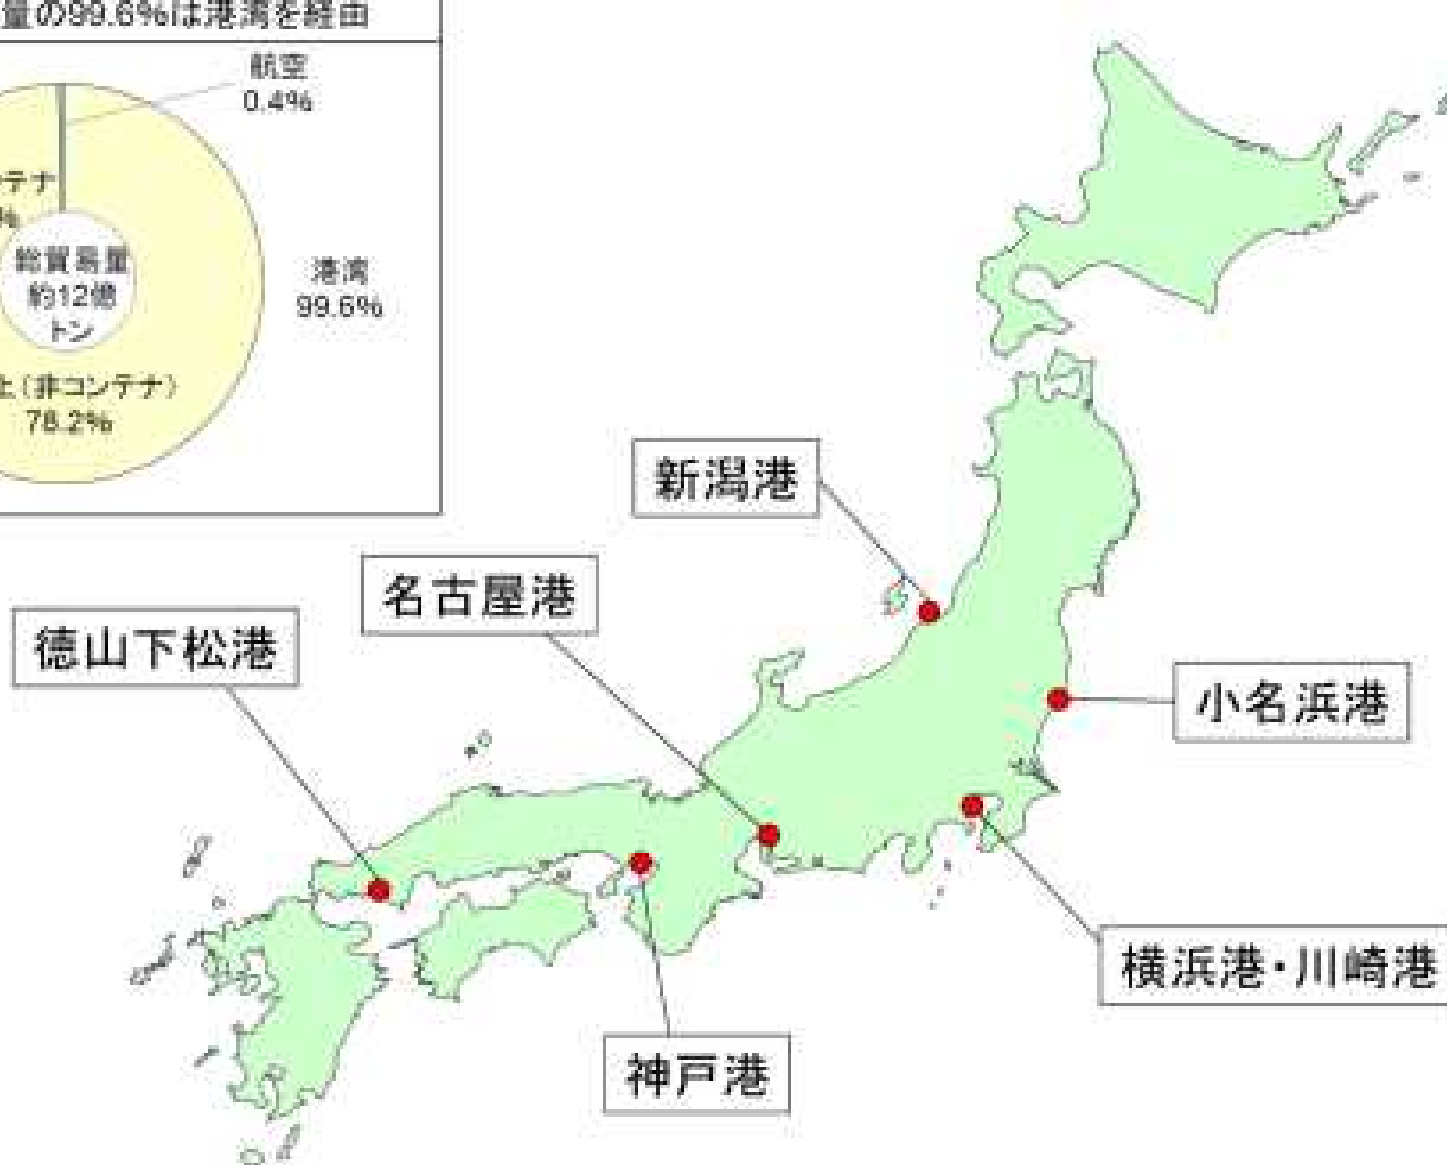 量の99.6%は港湾を経由
航空
0.4%
テナ
%
総貿易量
約12億
トン
港湾
99.6%
上(非コンテナ)
78.2%
新潟港
名古屋港
徳山下松港
小名浜港
横浜港・川崎港
神戸港